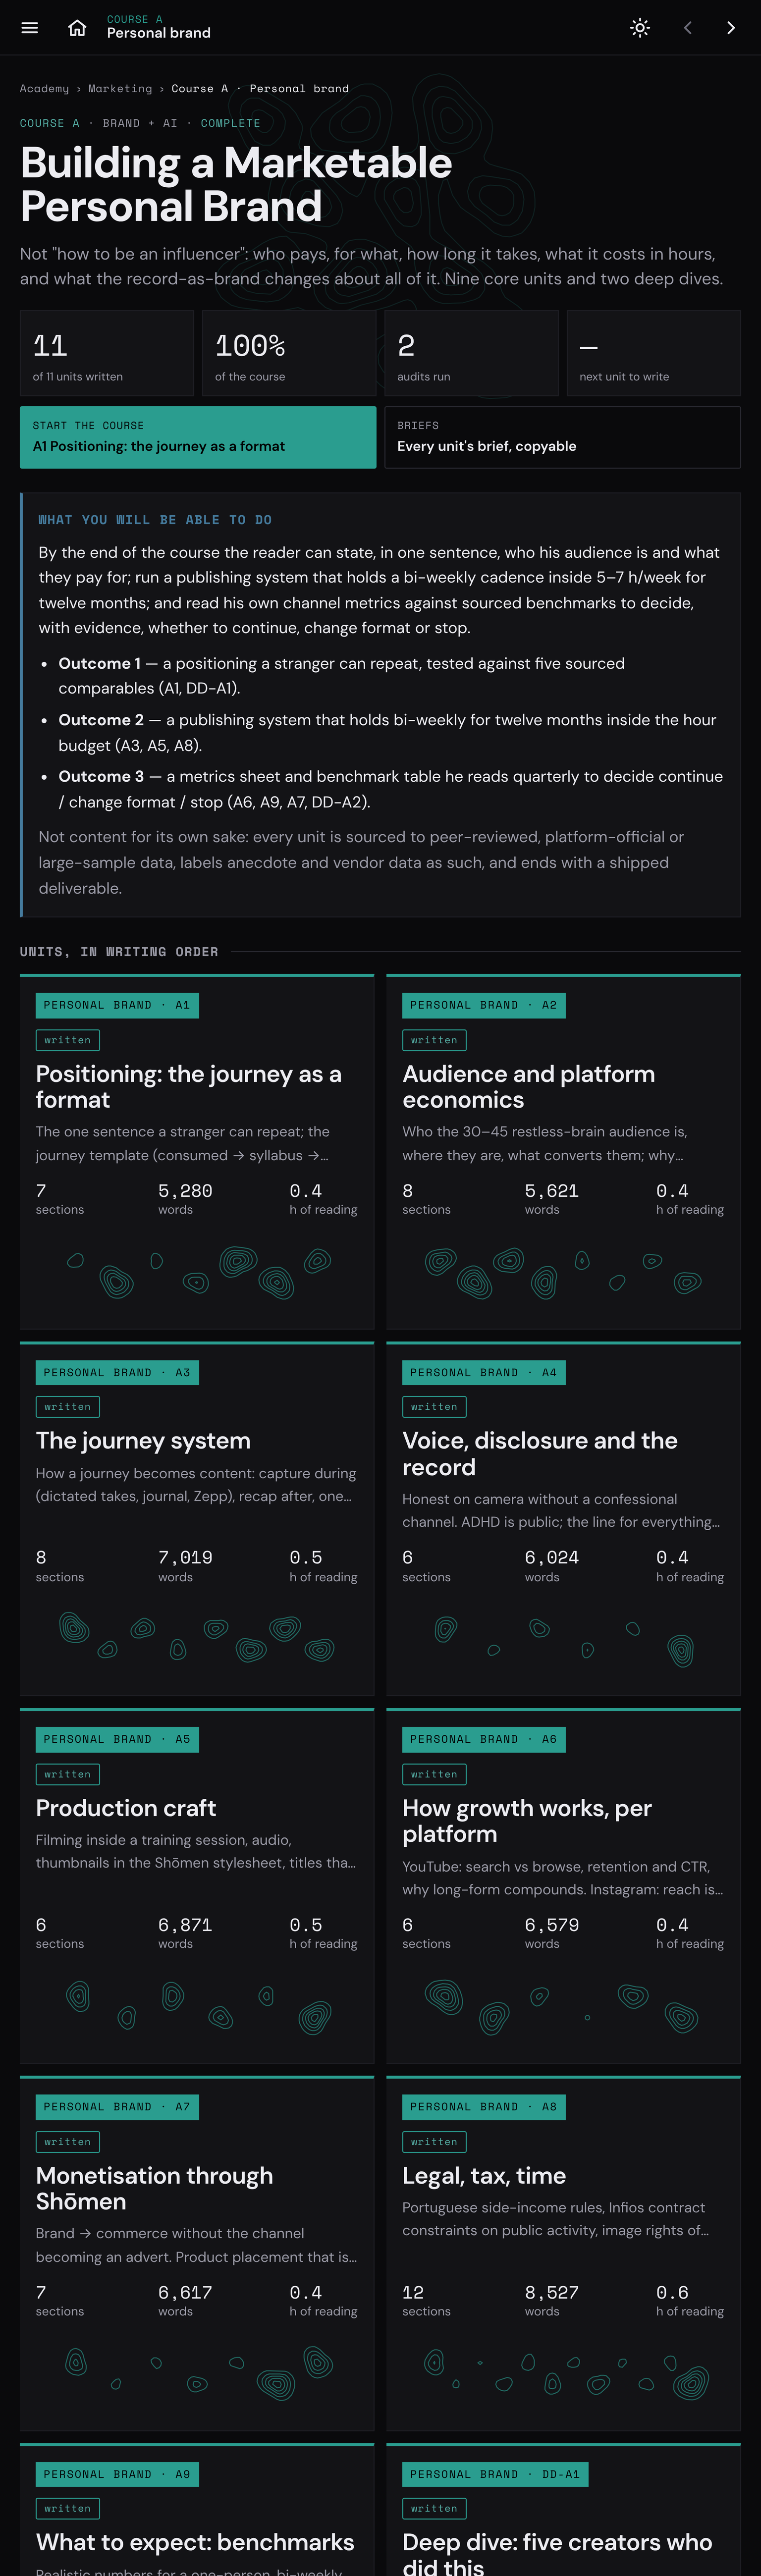 COURSE A
Personal brand
Academy › Marketing › Course A · Personal brand
COURSE A · BRAND + AI · COMPLETE
Building a Marketable
Personal Brand
Not "how to be an influencer": who pays, for what, how long it takes, what it costs in hours,
and what the record-as-brand changes about all of it. Nine core units and two deep dives.
11
of 11 units written
100%
of the course
2
audits run
—
next unit to write
START THE COURSE
A1 Positioning: the journey as a format
BRIEFS
Every unit's brief, copyable
WHAT YOU WILL BE ABLE TO DO
By the end of the course the reader can state, in one sentence, who his audience is and what
they pay for; run a publishing system that holds a bi-weekly cadence inside 5–7 h/week for
twelve months; and read his own channel metrics against sourced benchmarks to decide,
with evidence, whether to continue, change format or stop.
• Outcome 1 — a positioning a stranger can repeat, tested against five sourced
comparables (A1, DD-A1).
• Outcome 2 — a publishing system that holds bi-weekly for twelve months inside the hour
budget (A3, A5, A8).
• Outcome 3 — a metrics sheet and benchmark table he reads quarterly to decide continue
/ change format / stop (A6, A9, A7, DD-A2).
Not content for its own sake: every unit is sourced to peer-reviewed, platform-official or
large-sample data, labels anecdote and vendor data as such, and ends with a shipped
deliverable.
UNITS, IN WRITING ORDER
PERSONAL BRAND · A1
written
Positioning: the journey as a
format
The one sentence a stranger can repeat; the
journey template (consumed → syllabus →…
7
sections
5,280
words
0.4
h of reading
PERSONAL BRAND · A2
written
Audience and platform
economics
Who the 30–45 restless-brain audience is,
where they are, what converts them; why…
8
sections
5,621
words
0.4
h of reading
PERSONAL BRAND · A3
written
The journey system
How a journey becomes content: capture during
(dictated takes, journal, Zepp), recap after, one…
8
sections
7,019
words
0.5
h of reading
PERSONAL BRAND · A4
written
Voice, disclosure and the
record
Honest on camera without a confessional
channel. ADHD is public; the line for everything…
6
sections
6,024
words
0.4
h of reading
PERSONAL BRAND · A5
written
Production craft
Filming inside a training session, audio,
thumbnails in the Shōmen stylesheet, titles tha…
6
sections
6,871
words
0.5
h of reading
PERSONAL BRAND · A6
written
How growth works, per
platform
YouTube: search vs browse, retention and CTR,
why long-form compounds. Instagram: reach is…
6
sections
6,579
words
0.4
h of reading
PERSONAL BRAND · A7
written
Monetisation through
Shōmen
Brand → commerce without the channel
becoming an advert. Product placement that is…
7
sections
6,617
words
0.4
h of reading
PERSONAL BRAND · A8
written
Legal, tax, time
Portuguese side-income rules, Infios contract
constraints on public activity, image rights of…
12
sections
8,527
words
0.6
h of reading
PERSONAL BRAND · A9
written
What to expect: benchmarks
Realistic numbers for a one-person, bi-weekly
PERSONAL BRAND · DD-A1
written
Deep dive: five creators who
did this